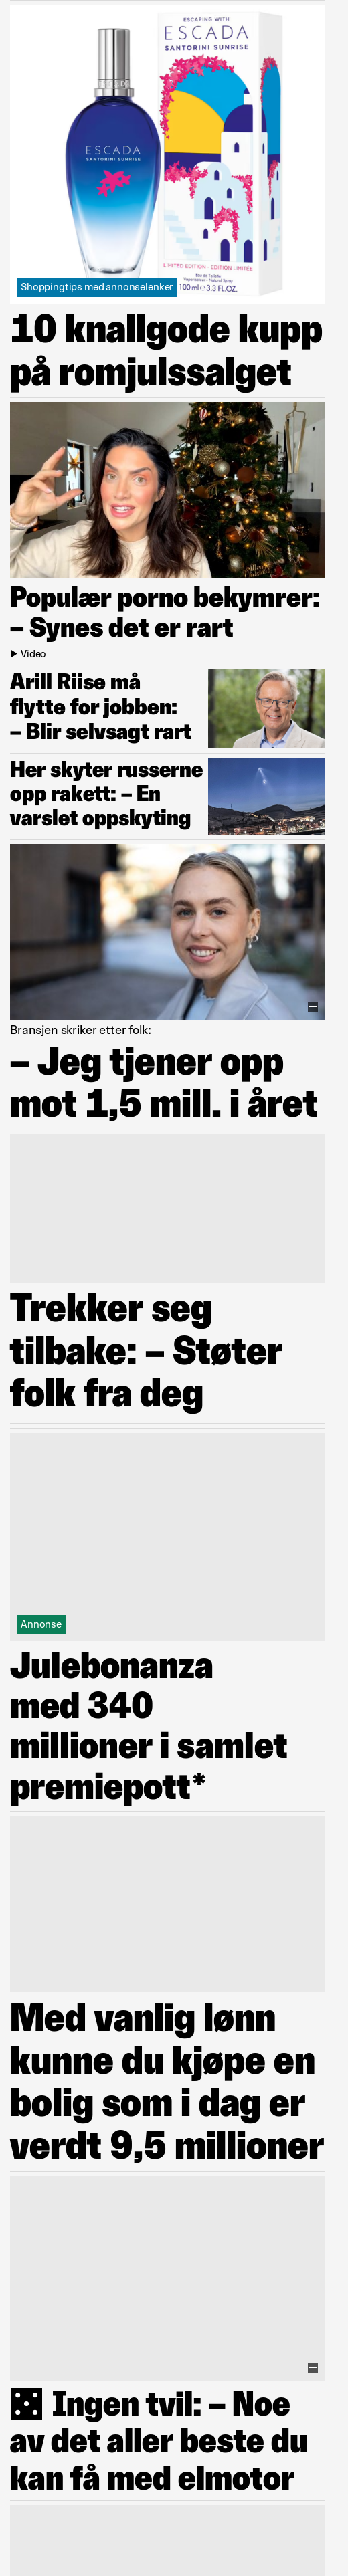 ESCAPING WITH
ESCADA
SANTORINI SUNRISE
ESCADA
SANTORINI SUNRISE
LIMITED EDITION - EDITION LIMITÉE
Eau de Toilette
Vaporisateur - Natural Spray
100 ml e 3.3 FL.OZ.
Shoppingtips med annonselenker
10 knallgode kupp
på romjulssalget
Populær porno bekymrer:
– Synes det er rart
Video
Arill Riise må
flytte for jobben:
– Blir selvsagt rart
Her skyter russerne
opp rakett: – En
varslet oppskyting
Bransjen skriker etter folk:
– Jeg tjener opp
mot 1,5 mill. i året
Trekker seg
tilbake: – Støter
folk fra deg
Annonse
Julebonanza
med 340
millioner i samlet
premiepott*
Med vanlig lønn
kunne du kjøpe en
bolig som i dag er
verdt 9,5 millioner
Ingen tvil: – Noe
av det aller beste du
kan få med elmotor